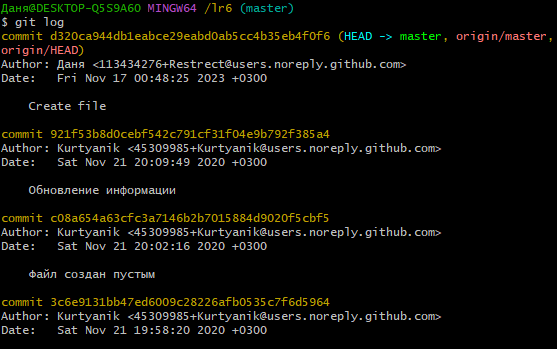 Даня@DESKTOP-Q5S9A6O MINGW64 /lr6 (master)
$ git log
commit d320ca944db1eabce29eabd0ab5cc4b35eb4f0f6 (HEAD -> master, origin/master,
origin/HEAD)
Author: Даня <113434276+Restrect@users.noreply.github.com>
Date:   Fri Nov 17 00:48:25 2023 +0300
    Create file
commit 921f53b8d0cebf542c791cf31f04e9b792f385a4
Author: Kurtyanik <45309985+Kurtyanik@users.noreply.github.com>
Date:   Sat Nov 21 20:09:49 2020 +0300
    Обновление информации
commit c08a654a63cfc3a7146b2b7015884d9020f5cbf5
Author: Kurtyanik <45309985+Kurtyanik@users.noreply.github.com>
Date:   Sat Nov 21 20:02:16 2020 +0300
    Файл создан пустым
commit 3c6e9131bb47ed6009c28226afb0535c7f6d5964
Author: Kurtyanik <45309985+Kurtyanik@users.noreply.github.com>
Date:   Sat Nov 21 19:58:20 2020 +0300